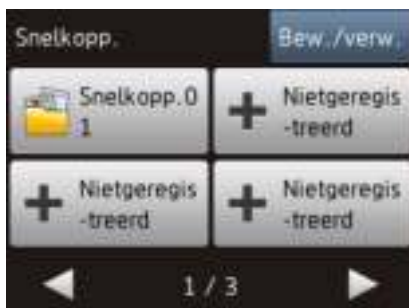 Snelkopp.
Bew./verw.
Snelkopp.0
1
Nietgeregis
-treerd
Nietgeregis
-treerd
Nietgeregis
-treerd
1 / 3